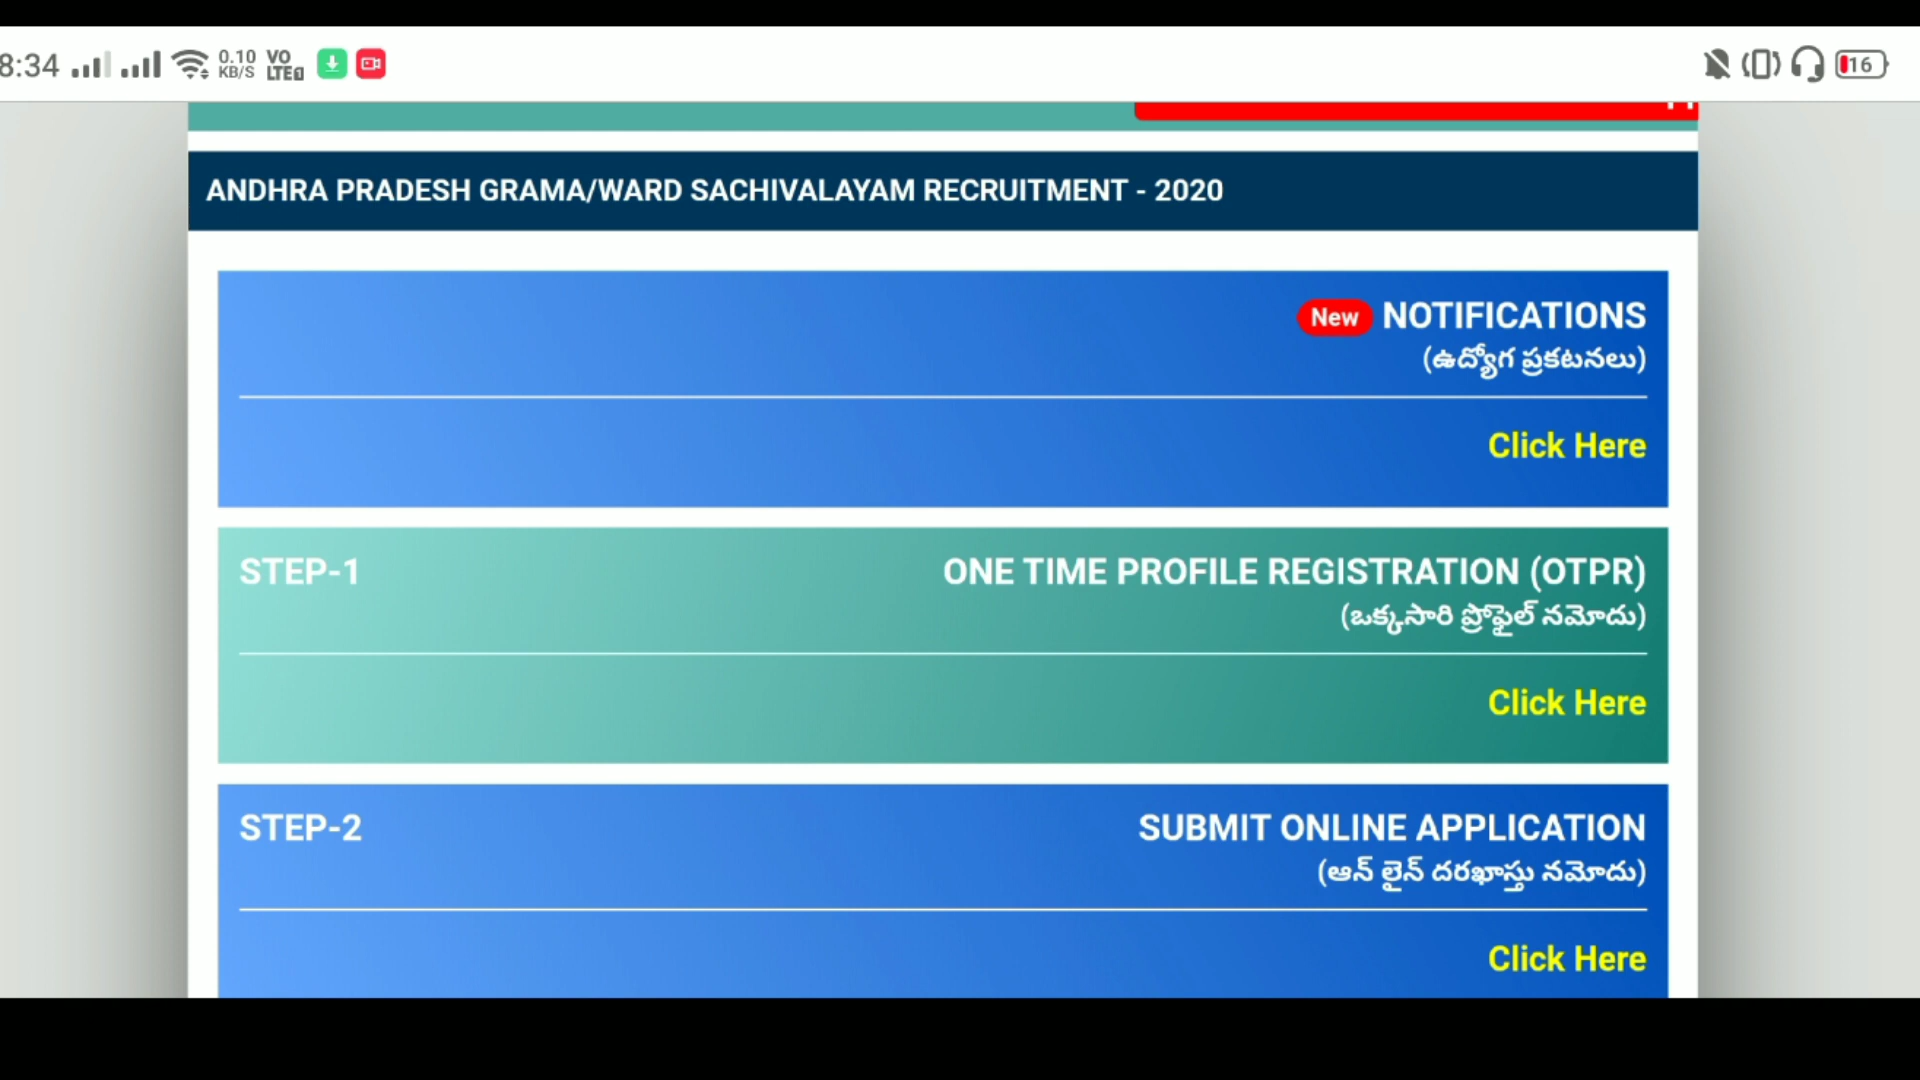 8:34 0.10 KB/S VO LTE 16
ANDHRA PRADESH GRAMA/WARD SACHIVALAYAM RECRUITMENT - 2020
New NOTIFICATIONS
(ఉద్యోగ ప్రకటనలు)
Click Here
STEP-1 ONE TIME PROFILE REGISTRATION (OTPR)
(ఒక్కసారి ప్రోఫైల్ నమోదు)
Click Here
STEP-2 SUBMIT ONLINE APPLICATION
(ఆన్ లైన్ దరఖాస్తు నమోదు)
Click Here